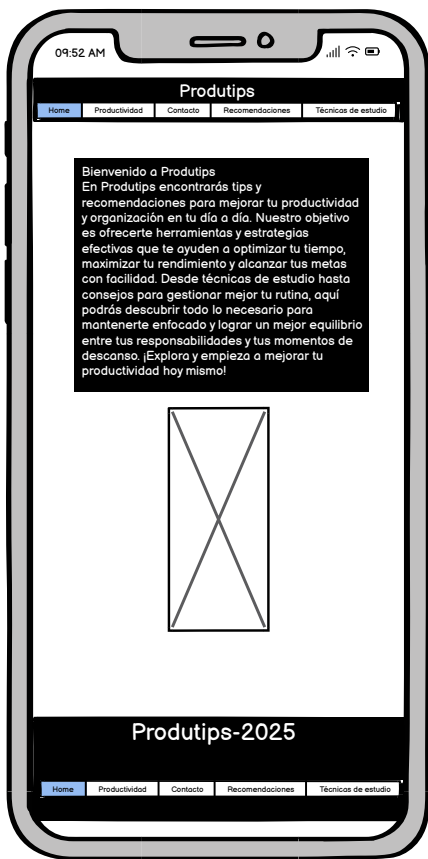 09:52 AM
Produtips
Home Productividad Contacto Recomendaciones Técnicas de estudio
Bienvenido a Produtips
En Produtips encontrarás tips y
recomendaciones para mejorar tu productividad
y organización en tu día a día. Nuestro objetivo
es ofrecerte herramientas y estrategias
efectivas que te ayuden a optimizar tu tiempo,
maximizar tu rendimiento y alcanzar tus metas
con facilidad. Desde técnicas de estudio hasta
consejos para gestionar mejor tu rutina, aquí
podrás descubrir todo lo necesario para
mantenerte enfocado y lograr un mejor equilibrio
entre tus responsabilidades y tus momentos de
descanso. ¡Explora y empieza a mejorar tu
productividad hoy mismo!
Produtips-2025
Home Productividad Contacto Recomendaciones Técnicas de estudio